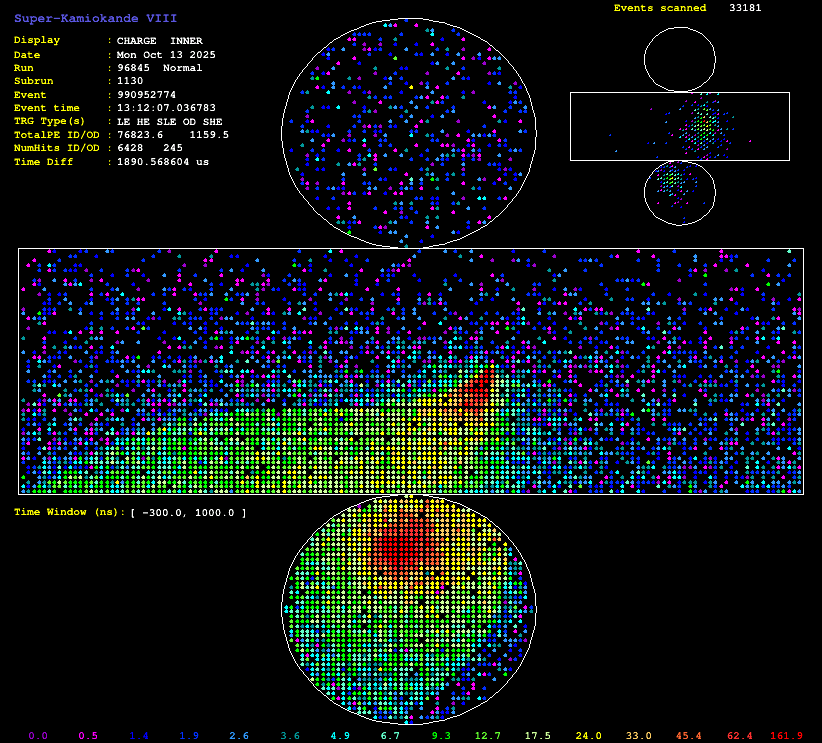 Super-Kamiokande VIII
Events scanned 33181
Display : CHARGE INNER
Date : Mon Oct 13 2025
Run : 96845 Normal
Subrun : 1130
Event : 990952774
Event time : 13:12:07.036783
TRG Type(s) : LE HE SLE OD SHE
TotalPE ID/OD : 76823.6 1159.5
NumHits ID/OD : 6428 245
Time Diff : 1890.568604 us
Time Window (ns): [ -300.0, 1000.0 ]
0.0 0.5 1.4 1.9 2.6 3.6 4.9 6.7 9.3 12.7 17.5 24.0 33.0 45.4 62.4 161.9